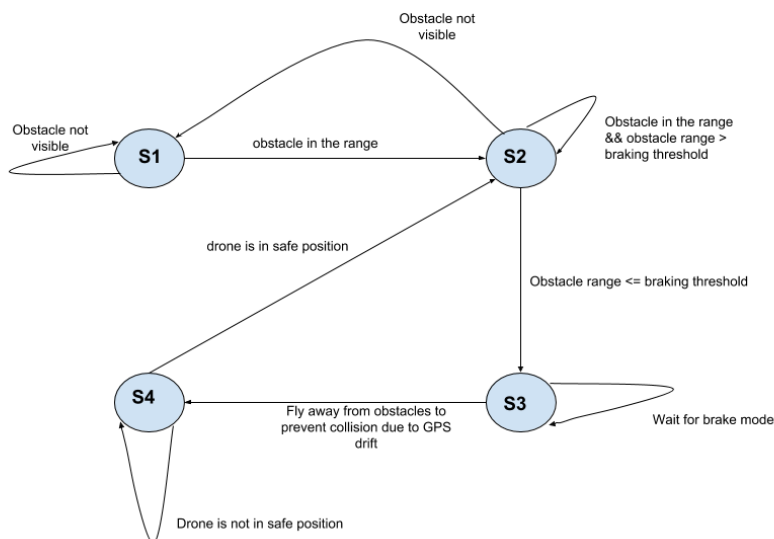 Obstacle not
visible
Obstacle not
visible
S1
obstacle in the range
S2
Obstacle in the range
&& obstacle range >
braking threshold
drone is in safe position
Obstacle range <= braking threshold
S4
S3
Fly away from obstacles to
prevent collision due to GPS
drift
Wait for brake mode
Drone is not in safe position